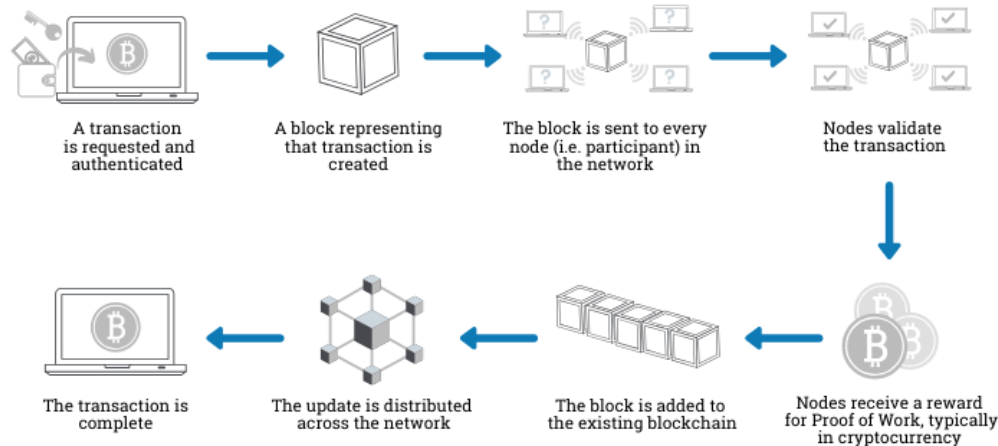 A transaction
is requested and
authenticated
A block representing
that transaction is
created
The block is sent to every
node (i.e. participant) in
the network
Nodes validate
the transaction
The transaction is
complete
The update is distributed
across the network
The block is added to
the existing blockchain
Nodes receive a reward
for Proof of Work, typically
in cryptocurrency